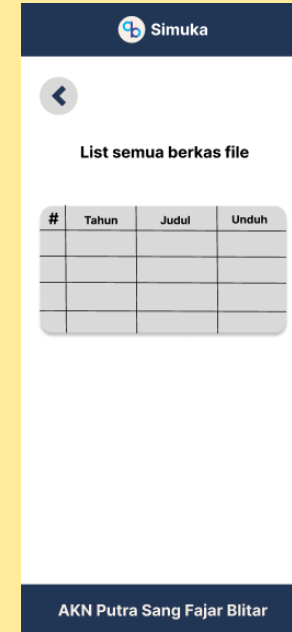 Simuka
List semua berkas file
# Tahun Judul Unduh
AKN Putra Sang Fajar Blitar